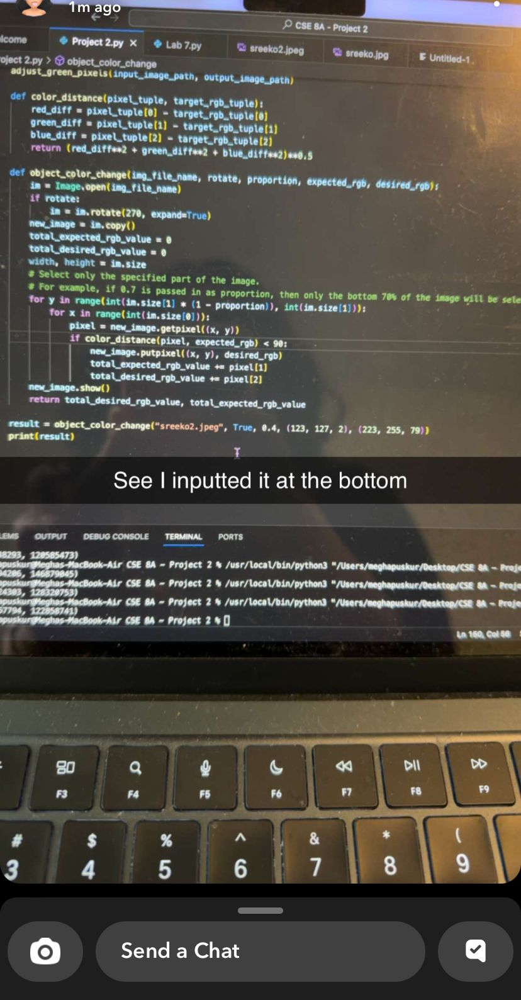 1m ago
CSE 8A - Project 2
lcome
Project 2.py
Lab 7.py
sreeko2.jpeg
sreeko.jpg
Untitled-1
oject 2.py > object_color_change
adjust_green_pixels(input_image_path, output_image_path)
def color_distance(pixel_tuple, target_rgb_tuple):
red_diff = pixel_tuple[0] - target_rgb_tuple[0]
green_diff = pixel_tuple[1] - target_rgb_tuple[1]
blue_diff = pixel_tuple[2] - target_rgb_tuple[2]
return (red_diff**2 + green_diff**2 + blue_diff**2)**0.5
def object_color_change(img_file_name, rotate, proportion, expected_rgb, desired_rgb):
im = Image.open(img_file_name)
if rotate:
im = im.rotate(270, expand=True)
new_image = im.copy()
total_expected_rgb_value = 0
total_desired_rgb_value = 0
width, height = im.size
# Select only the specified part of the image.
# For example, if 0.7 is passed in as proportion, then only the bottom 70% of the image will be sele
for y in range(int(im.size[1] * (1 - proportion)), int(im.size[1])):
for x in range(int(im.size[0])):
pixel = new_image.getpixel((x, y))
if color_distance(pixel, expected_rgb) < 90:
new_image.putpixel((x, y), desired_rgb)
total_expected_rgb_value += pixel[1]
total_desired_rgb_value += pixel[2]
new_image.show()
return total_desired_rgb_value, total_expected_rgb_value
result = object_color_change("sreeko2.jpeg", True, 0.4, (123, 127, 2), (223, 255, 79))
print(result)
See I inputted it at the bottom
LEMS OUTPUT DEBUG CONSOLE TERMINAL PORTS
48293, 120585473)
apuskur@Meghas-MacBook-Air CSE 8A - Project 2 % /usr/local/bin/python3 "/Users/meghapuskur/Desktop/CSE 8A - Proje
94206, 146879045)
apuskur@Meghas-MacBook-Air CSE 8A - Project 2 % /usr/local/bin/python3 "/Users/meghapuskur/Desktop/CSE 8A - Proje
24303, 128320753)
apuskur@Meghas-MacBook-Air CSE 8A - Project 2 % /usr/local/bin/python3 "/Users/meghapuskur/Desktop/CSE 8A - Proje
57794, 122858741)
apuskur@Meghas-MacBook-Air CSE 8A - Project 2 %
Ln 160, Col 56
F3 F4 F5 F6 F7 F8 F9
# $ % ^ & * (
3 4 5 6 7 8 9
Send a Chat